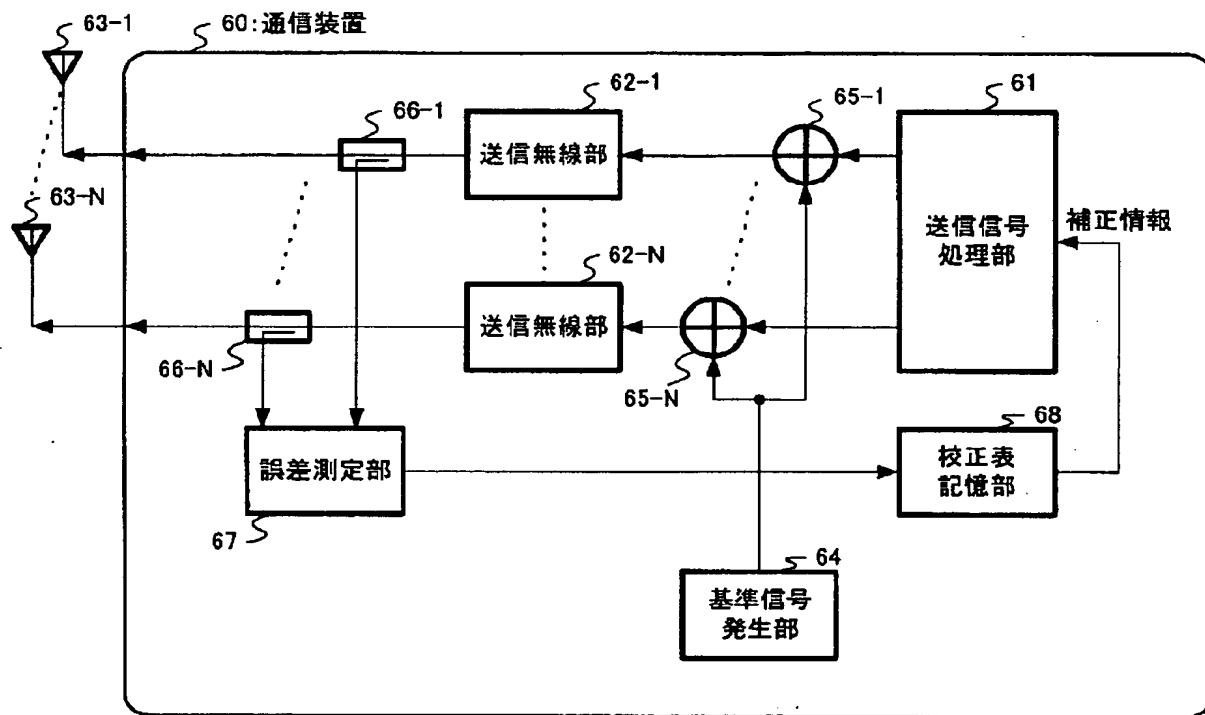 63-1
60:通信装置
62-1
65-1
61
66-1
送信無線部
63-N
62-N
送信信号
処理部
補正情報
送信無線部
66-N
65-N
68
誤差測定部
校正表
記憶部
67
64
基準信号
発生部